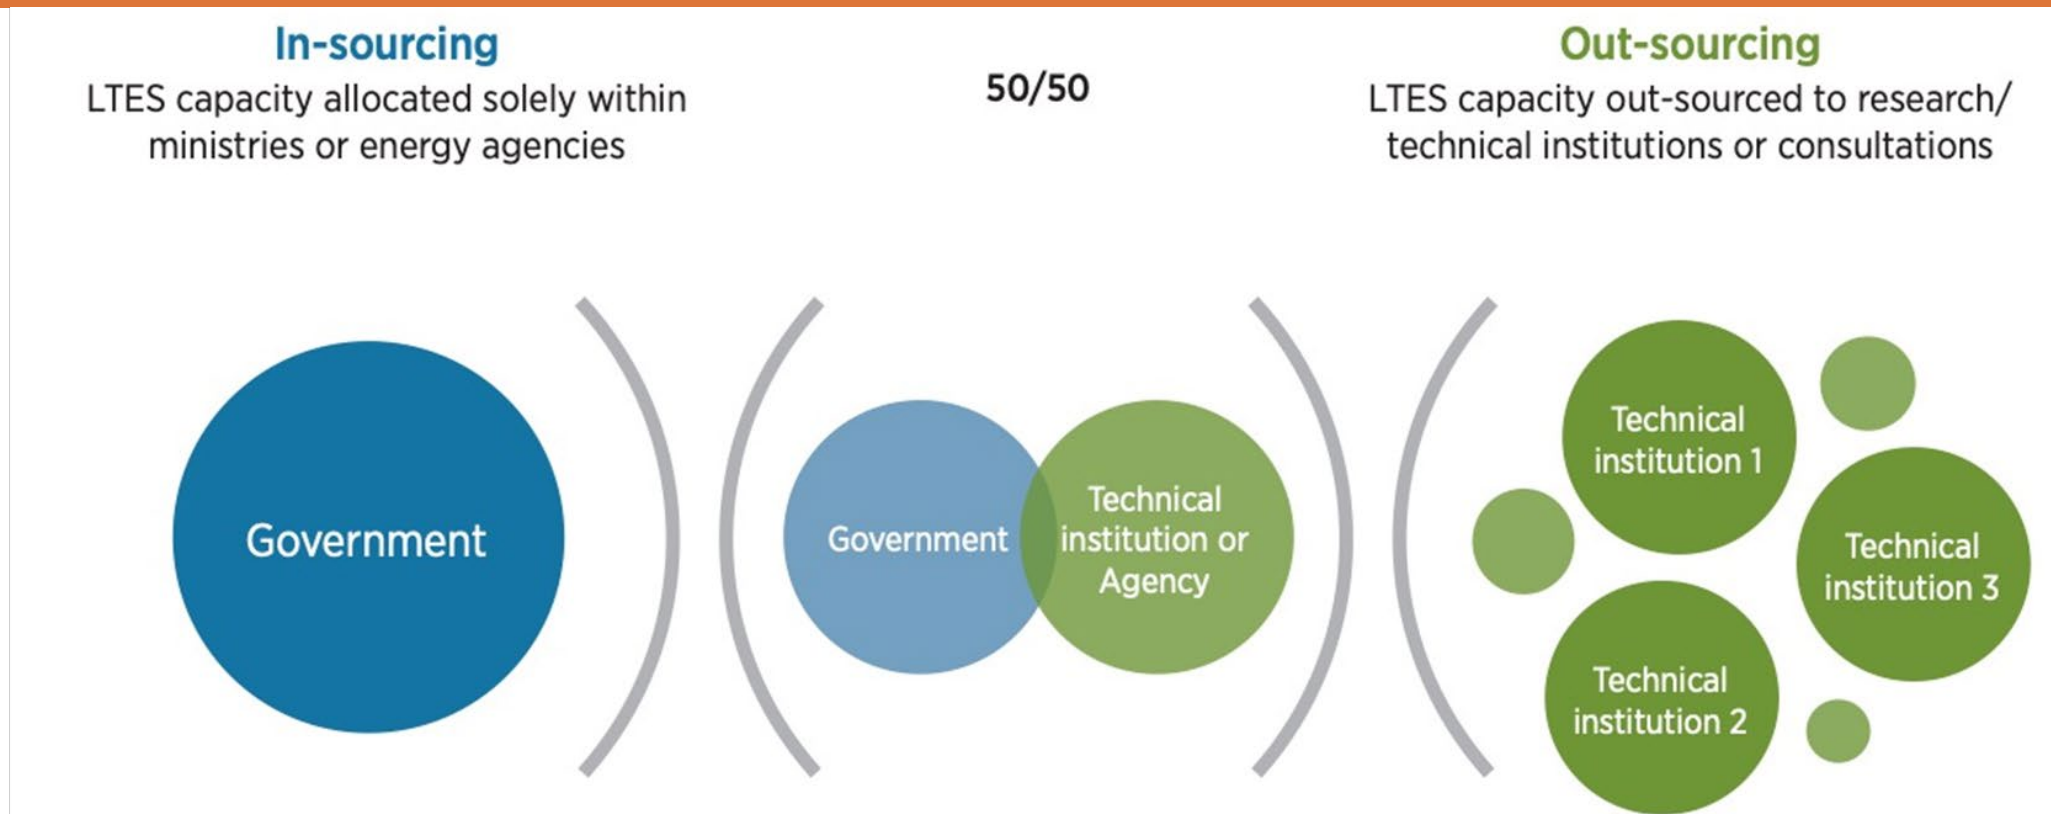 In-sourcing
LTES capacity allocated solely within
ministries or energy agencies
50/50
Out-sourcing
LTES capacity out-sourced to research/
technical institutions or consultations
Government
Government
Technical
institution or
Agency
Technical
institution 1
Technical
institution 3
Technical
institution 2